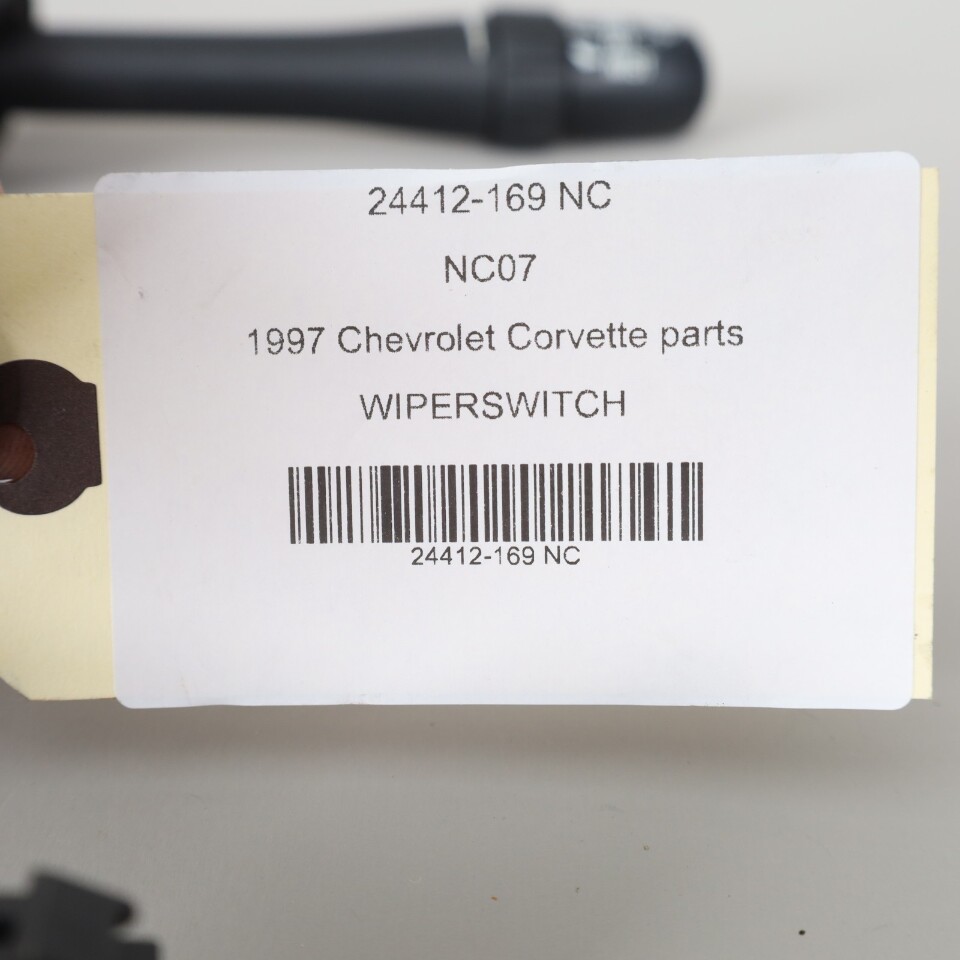 24412-169 NC
NC07
1997 Chevrolet Corvette parts
WIPERSWITCH
24412-169 NC